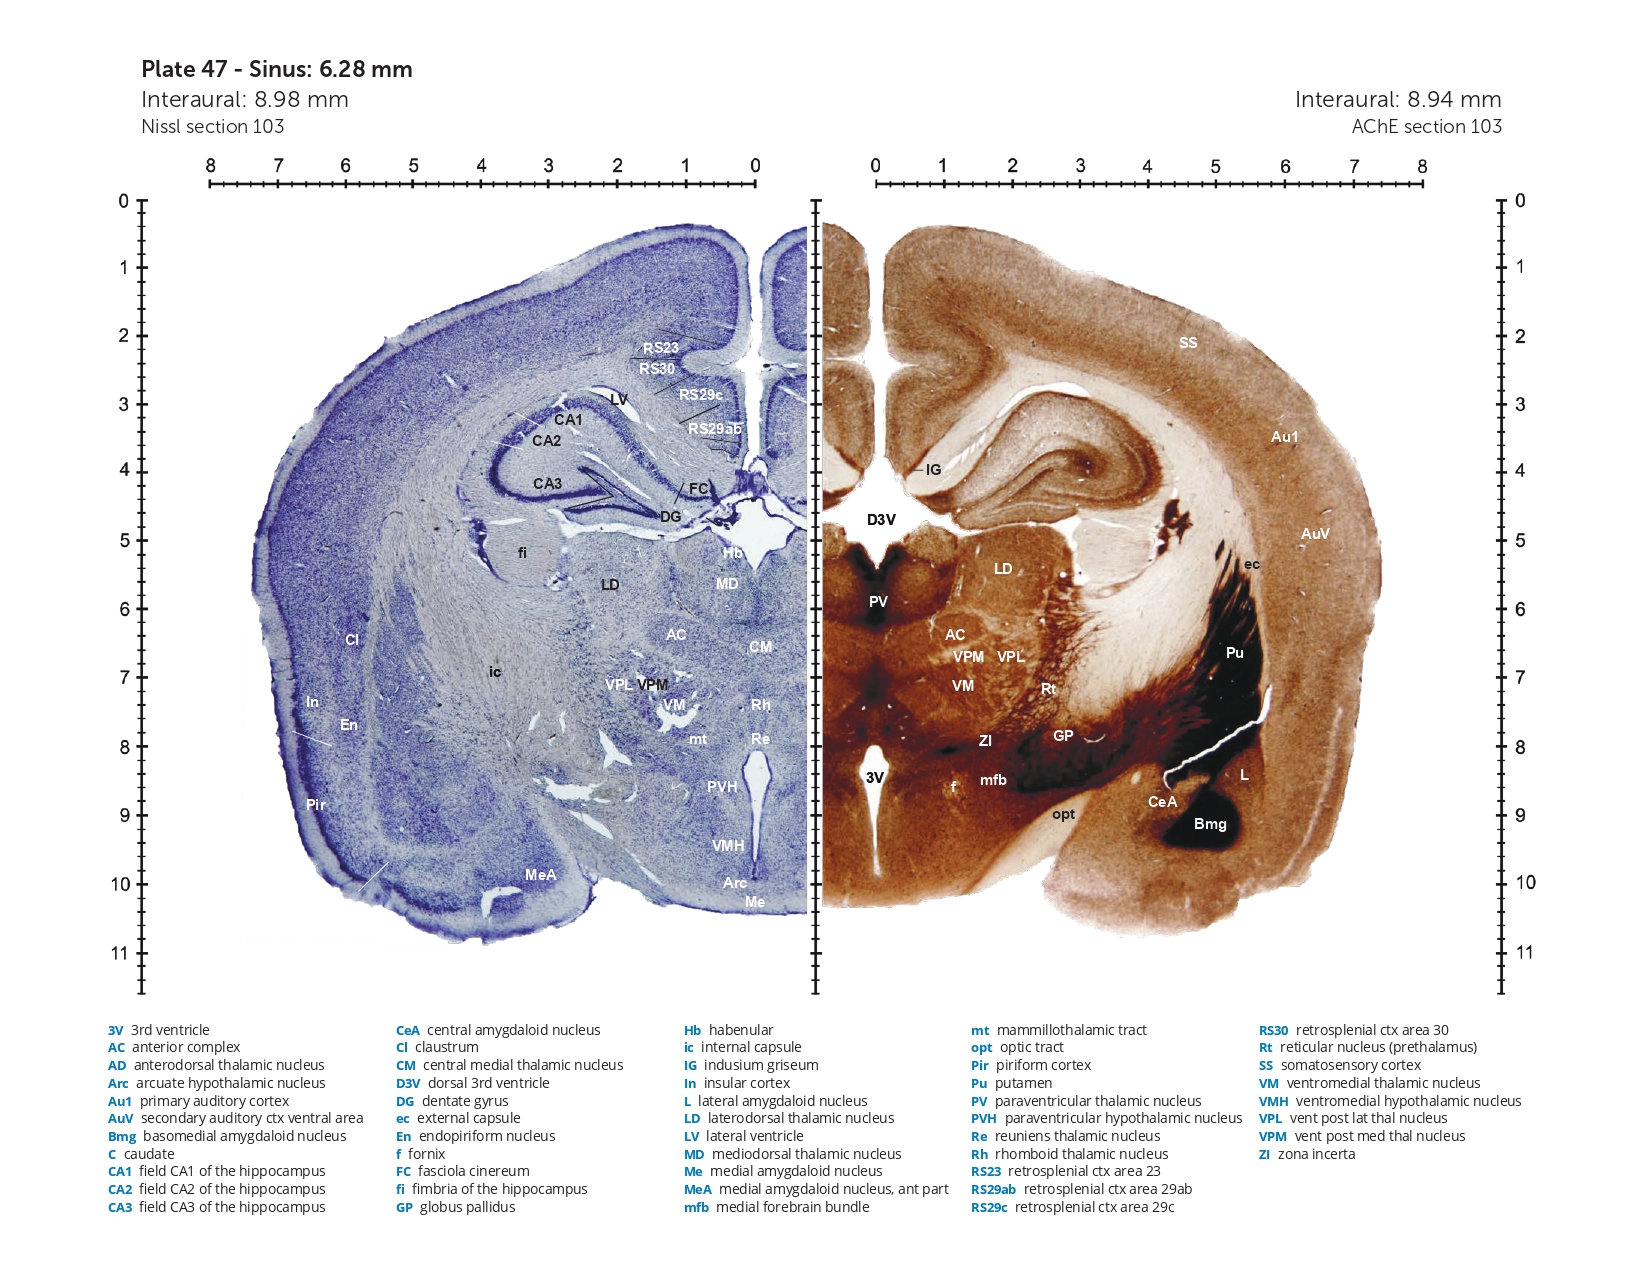 Plate 47 - Sinus: 6.28 mm
Interaural: 8.98 mm
Nissl section 103
Interaural: 8.94 mm
AChE section 103
8 7 6 5 4 3 2 1 0
0 1 2 3 4 5 6 7 8
0
1
2
3
4
5
6
7
8
9
10
11
RS23
RS30
RS29c
RS29ab
LV
CA1
CA2
CA3
FC
DG
fi
Hb
LD
MD
Cl
AC
CM
ic
VPL VPM
In
VM
Rh
En
mt
Re
PVH
Pir
VMH
MeA
Arc
Me
SS
Au1
IG
D3V
AuV
LD
ec
PV
AC
VPM VPL
Pu
VM
Rt
GP
ZI
3V
mfb
f
L
CeA
opt
Bmg
0
1
2
3
4
5
6
7
8
9
10
11
3V 3rd ventricle
AC anterior complex
AD anterodorsal thalamic nucleus
Arc arcuate hypothalamic nucleus
Au1 primary auditory cortex
AuV secondary auditory ctx ventral area
Bmg basomedial amygdaloid nucleus
C caudate
CA1 field CA1 of the hippocampus
CA2 field CA2 of the hippocampus
CA3 field CA3 of the hippocampus
CeA central amygdaloid nucleus
Cl claustrum
CM central medial thalamic nucleus
D3V dorsal 3rd ventricle
DG dentate gyrus
ec external capsule
En endopiriform nucleus
f fornix
FC fasciola cinereum
fi fimbria of the hippocampus
GP globus pallidus
Hb habenular
ic internal capsule
IG indusium griseum
In insular cortex
L lateral amygdaloid nucleus
LD laterodorsal thalamic nucleus
LV lateral ventricle
MD mediodorsal thalamic nucleus
Me medial amygdaloid nucleus
MeA medial amygdaloid nucleus, ant part
mfb medial forebrain bundle
mt mammillothalamic tract
opt optic tract
Pir piriform cortex
Pu putamen
PV paraventricular thalamic nucleus
PVH paraventricular hypothalamic nucleus
Re reuniens thalamic nucleus
Rh rhomboid thalamic nucleus
RS23 retrosplenial ctx area 23
RS29ab retrosplenial ctx area 29ab
RS29c retrosplenial ctx area 29c
RS30 retrosplenial ctx area 30
Rt reticular nucleus (prethalamus)
SS somatosensory cortex
VM ventromedial thalamic nucleus
VMH ventromedial hypothalamic nucleus
VPL vent post lat thal nucleus
VPM vent post med thal nucleus
ZI zona incerta